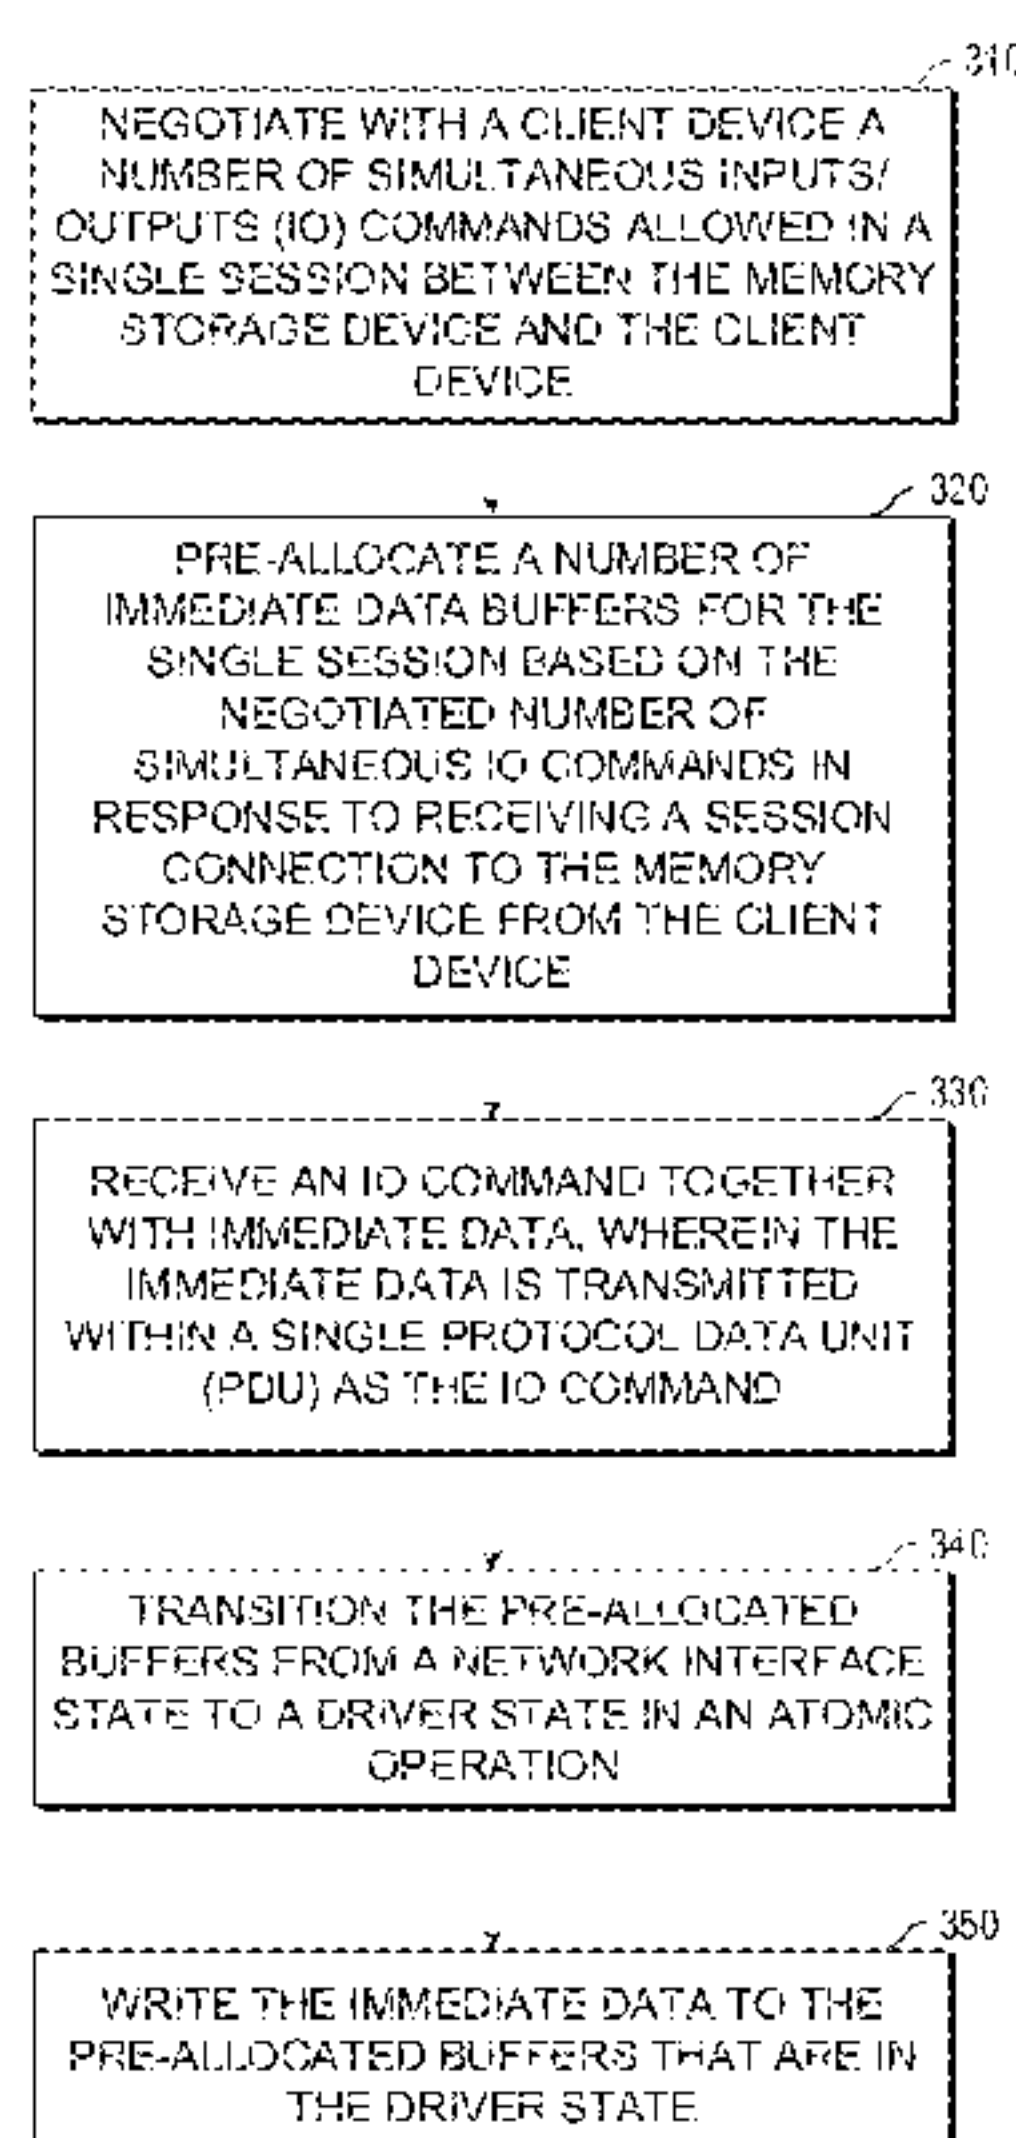 310
NEGOTIATE WITH A CLIENT DEVICE A
NUMBER OF SIMULTANEOUS INPUTS/
OUTPUTS (IO) COMMANDS ALLOWED IN A
SINGLE SESSION BETWEEN THE MEMORY
STORAGE DEVICE AND THE CLIENT
DEVICE
320
PRE-ALLOCATE A NUMBER OF
IMMEDIATE DATA BUFFERS FOR THE
SINGLE SESSION BASED ON THE
NEGOTIATED NUMBER OF
SIMULTANEOUS IO COMMANDS IN
RESPONSE TO RECEIVING A SESSION
CONNECTION TO THE MEMORY
STORAGE DEVICE FROM THE CLIENT
DEVICE
330
RECEIVE AN IO COMMAND TOGETHER
WITH IMMEDIATE DATA, WHEREIN THE
IMMEDIATE DATA IS TRANSMITTED
WITHIN A SINGLE PROTOCOL DATA UNIT
(PDU) AS THE IO COMMAND
340
TRANSITION THE PRE-ALLOCATED
BUFFERS FROM A NETWORK INTERFACE
STATE TO A DRIVER STATE IN AN ATOMIC
OPERATION
350
WRITE THE IMMEDIATE DATA TO THE
PRE-ALLOCATED BUFFERS THAT ARE IN
THE DRIVER STATE